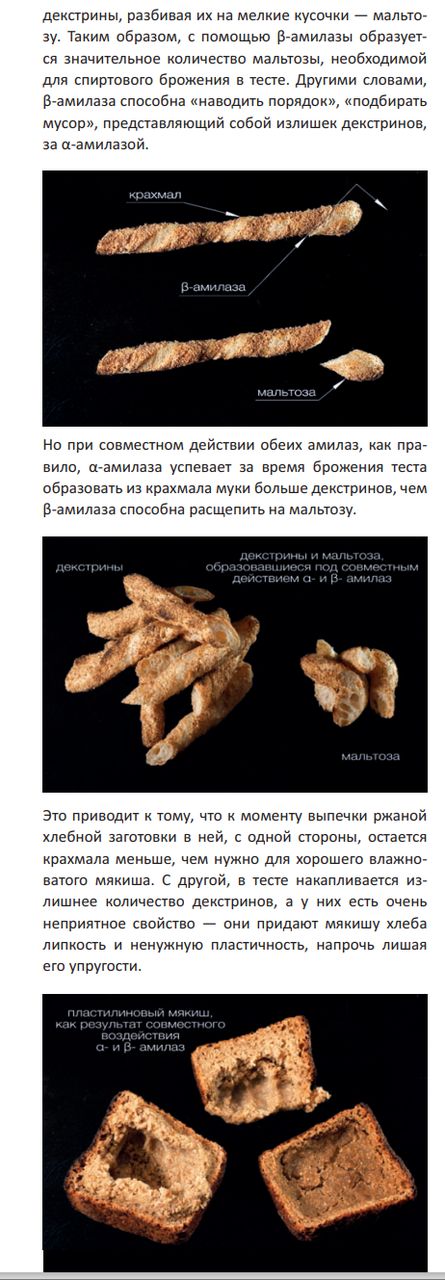 декстрины, разбивая их на мелкие кусочки — мальто-
зу. Таким образом, с помощью β-амилазы образует-
ся значительное количество мальтозы, необходимой
для спиртового брожения в тесте. Другими словами,
β-амилаза способна «наводить порядок», «подбирать
мусор», представляющий собой излишек декстринов,
за α-амилазой.
крахмал
β-амилаза
мальтоза
Но при совместном действии обеих амилаз, как пра-
вило, α-амилаза успевает за время брожения теста
образовать из крахмала муки больше декстринов, чем
β-амилаза способна расщепить на мальтозу.
декстрины
декстрины и мальтоза,
образовавшиеся под совместным
действием α- и β- амилаз
мальтоза
Это приводит к тому, что к моменту выпечки ржаной
хлебной заготовки в ней, с одной стороны, остается
крахмала меньше, чем нужно для хорошего влажно-
ватого мякиша. С другой, в тесте накапливается из-
лишнее количество декстринов, а у них есть очень
неприятное свойство — они придают мякишу хлеба
липкость и ненужную пластичность, напрочь лишая
его упругости.
пластилиновый мякиш,
как результат совместного
воздействия
α- и β- амилаз